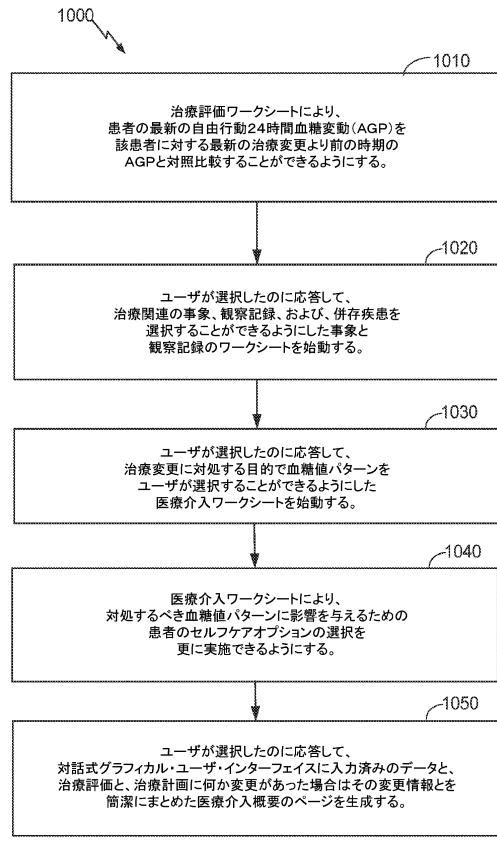 1000
1010
治療評価ワークシートにより、
患者の最新の自由行動24時間血糖変動(AGP)を
該患者に対する最新の治療変更より前の時期の
AGPと対照比較することができるようにする。
1020
ユーザが選択したのに応答して、
治療関連の事象、観察記録、および、併存疾患を
選択することができるようにした事象と
観察記録のワークシートを始動する。
1030
ユーザが選択したのに応答して、
治療変更に対処する目的で血糖値パターンを
ユーザが選択することができるようにした
医療介入ワークシートを始動する。
1040
医療介入ワークシートにより、
対処するべき血糖値パターンに影響を与えるための
患者のセルフケアオプションの選択を
更に実施できるようにする。
1050
ユーザが選択したのに応答して、
対話式グラフィカル・ユーザ・インターフェイスに入力済みのデータと、
治療評価と、治療計画に何か変更があった場合はその変更情報とを
簡潔にまとめた医療介入概要のページを生成する。